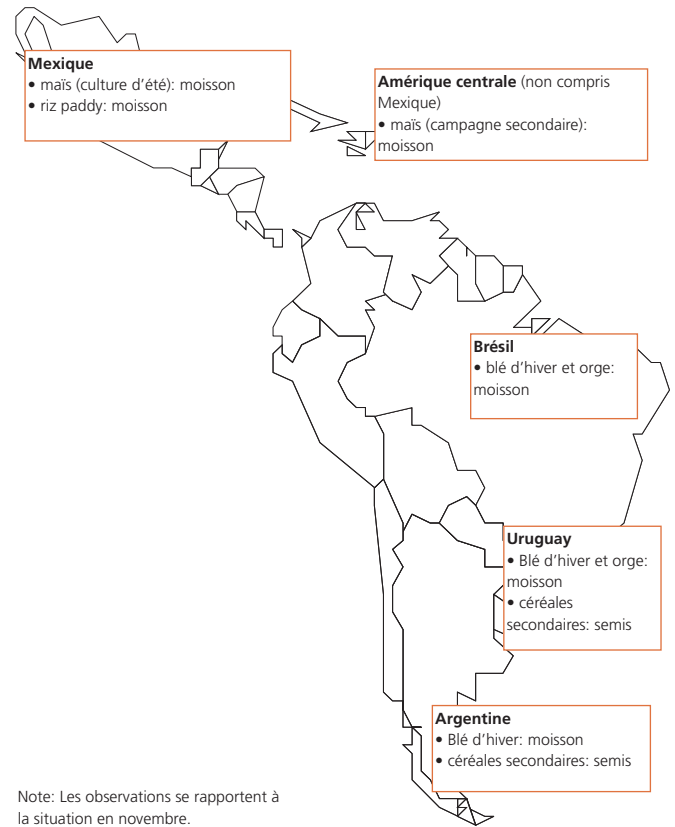 Mexique
• maïs (culture d’été): moisson
• riz paddy: moisson
Amérique centrale (non compris
Mexique)
• maïs (campagne secondaire):
moisson
Brésil
• blé d’hiver et orge:
moisson
Uruguay
• Blé d’hiver et orge:
moisson
• céréales
secondaires: semis
Argentine
• Blé d’hiver: moisson
• céréales secondaires: semis
Note: Les observations se rapportent à
la situation en novembre.